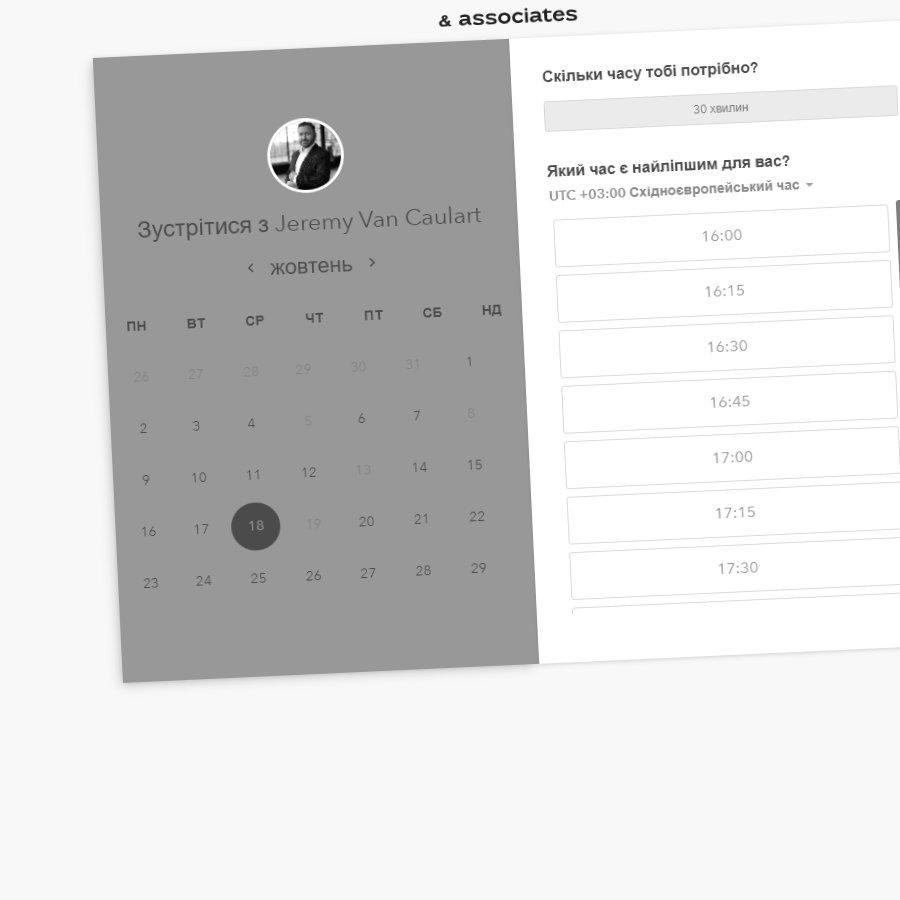 & associates
Зустрітися з Jeremy Van Caulart
жовтень
ПН ВТ СР ЧТ ПТ СБ НД
26 27 28 29 30 31 1
2 3 4 5 6 7 8
9 10 11 12 13 14 15
16 17 18 19 20 21 22
23 24 25 26 27 28 29
Скільки часу тобі потрібно?
30 хвилин
Який час є найліпшим для вас?
UTC +03:00 Східноєвропейський час
16:00
16:15
16:30
16:45
17:00
17:15
17:30